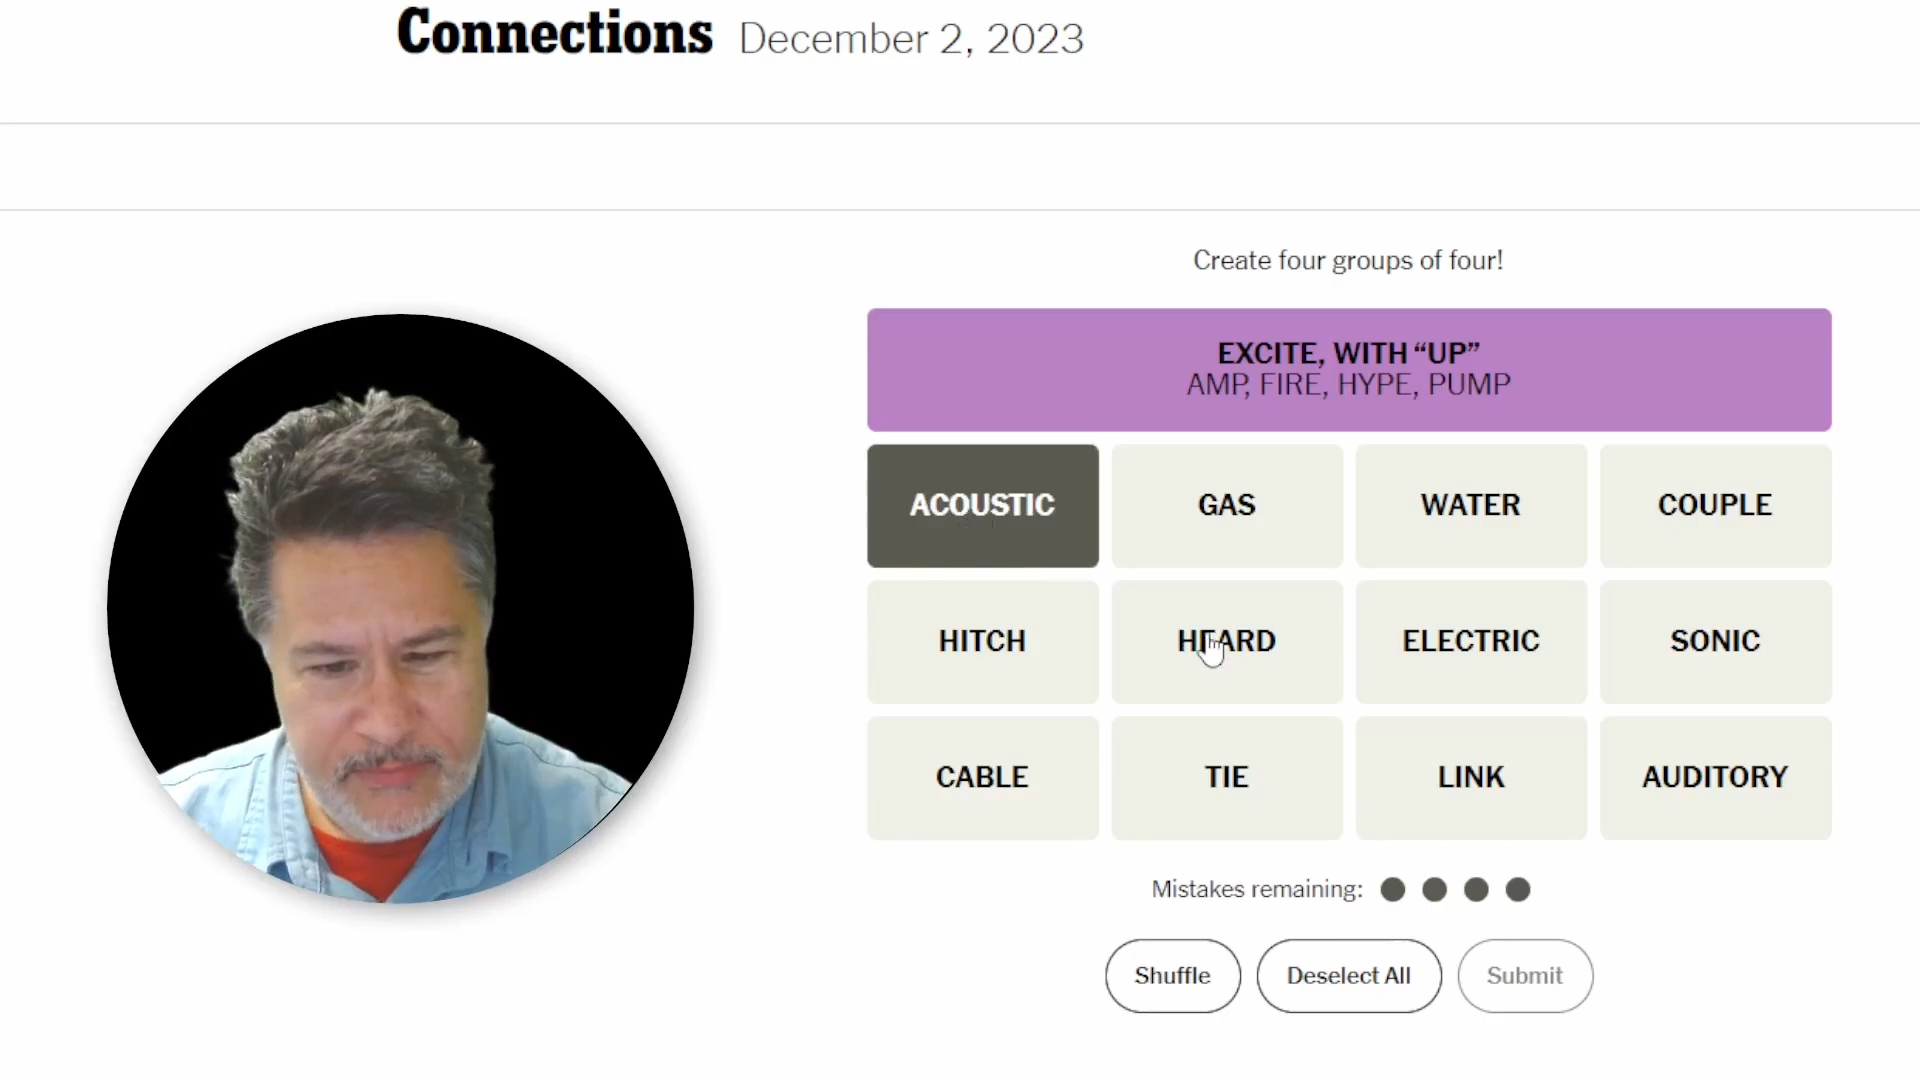 Connections December 2, 2023
Create four groups of four!
EXCITE, WITH “UP”
AMP, FIRE, HYPE, PUMP
ACOUSTIC GAS WATER COUPLE
HITCH HEARD ELECTRIC SONIC
CABLE TIE LINK AUDITORY
Mistakes remaining:
Shuffle Deselect All Submit